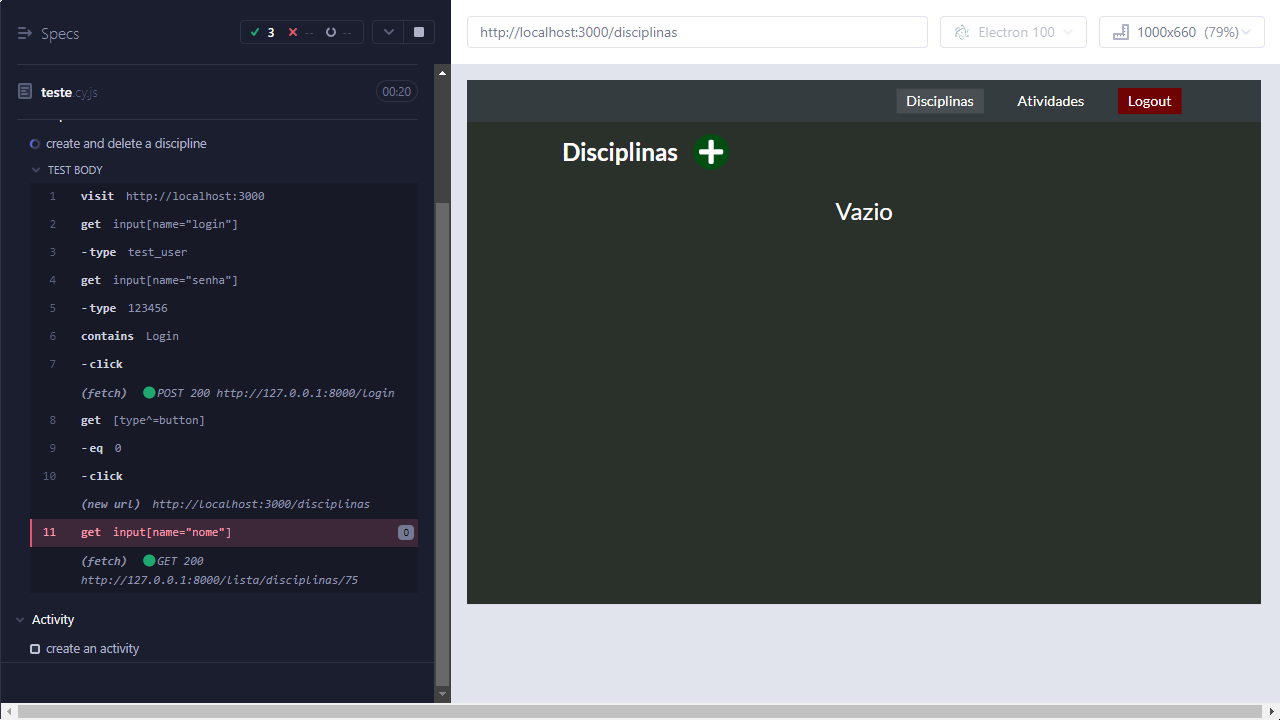 Specs
3 -- --
teste.cy.js 00:20
create and delete a discipline
TEST BODY
1 visit http://localhost:3000
2 get input[name="login"]
3 -type test_user
4 get input[name="senha"]
5 -type 123456
6 contains Login
7 -click
(fetch) POST 200 http://127.0.0.1:8000/login
8 get [type^=button]
9 -eq 0
10 -click
(new url) http://localhost:3000/disciplinas
11 get input[name="nome"] 0
(fetch) GET 200
http://127.0.0.1:8000/lista/disciplinas/75
Activity
create an activity
http://localhost:3000/disciplinas
Electron 100
1000x660 (79%)
Disciplinas Atividades Logout
Disciplinas
Vazio